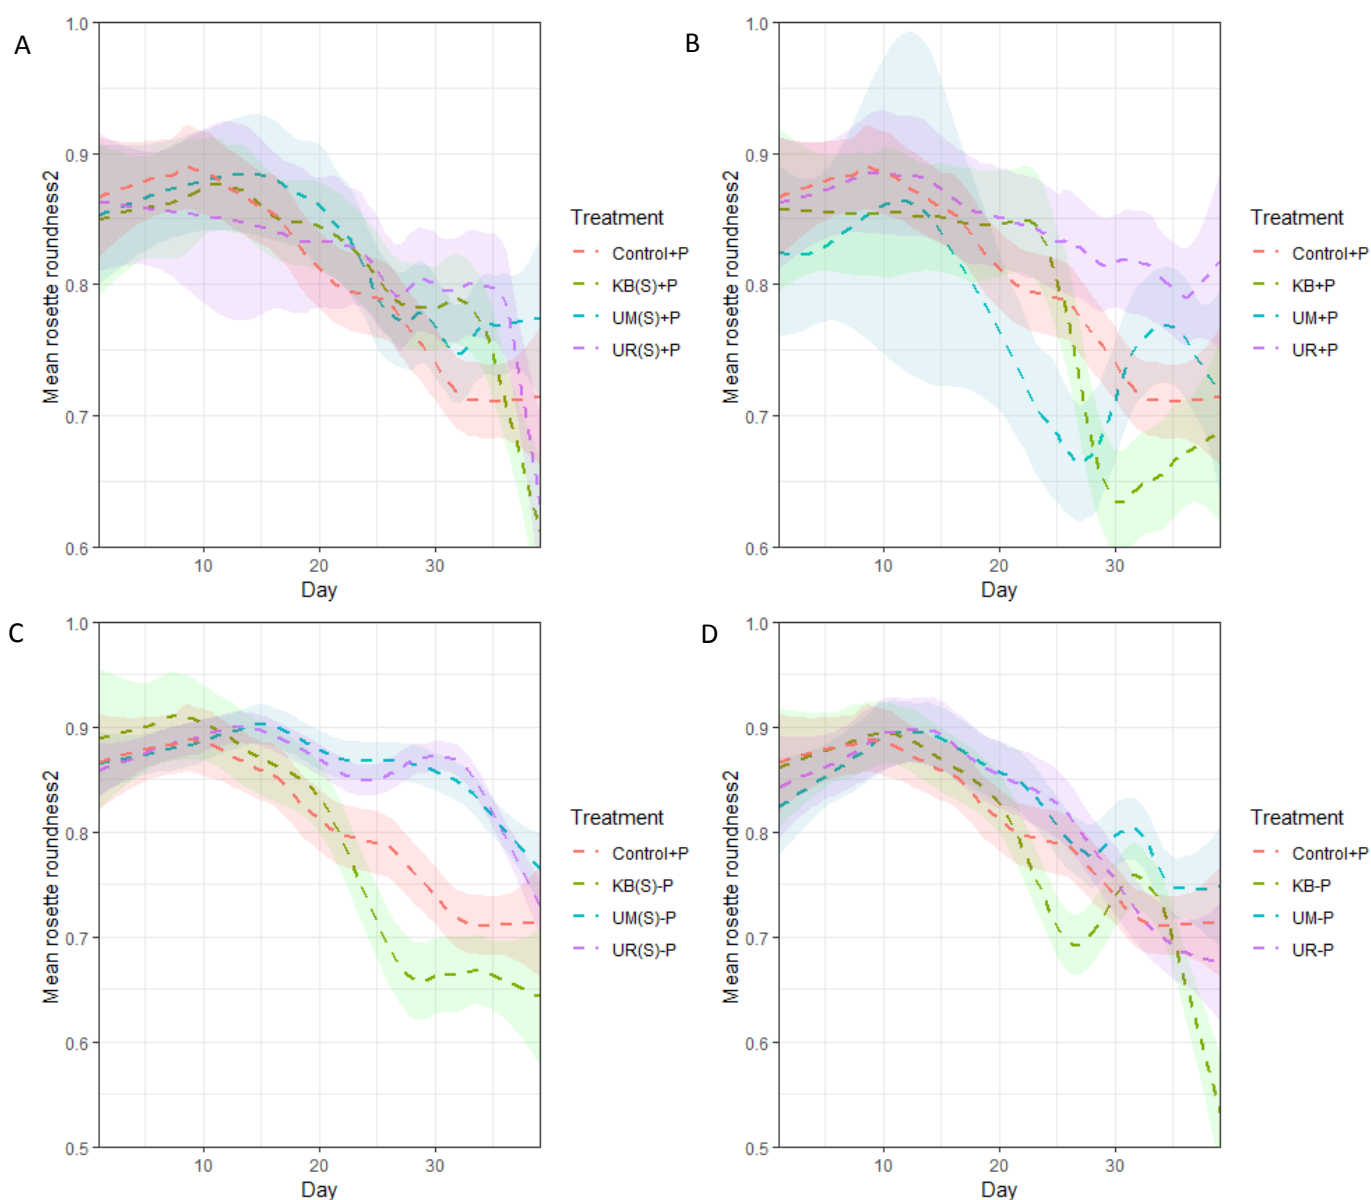 A
1.0
0.9
0.8
0.7
0.6
Mean rosette roundness2
10 20 30
Day
Treatment
Control+P
KB(S)+P
UM(S)+P
UR(S)+P
B
1.0
0.9
0.8
0.7
0.6
Mean rosette roundness2
10 20 30
Day
Treatment
Control+P
KB+P
UM+P
UR+P
C
1.0
0.9
0.8
0.7
0.6
0.5
Mean rosette roundness2
10 20 30
Day
Treatment
Control+P
KB(S)-P
UM(S)-P
UR(S)-P
D
1.0
0.9
0.8
0.7
0.6
0.5
Mean rosette roundness2
10 20 30
Day
Treatment
Control+P
KB-P
UM-P
UR-P